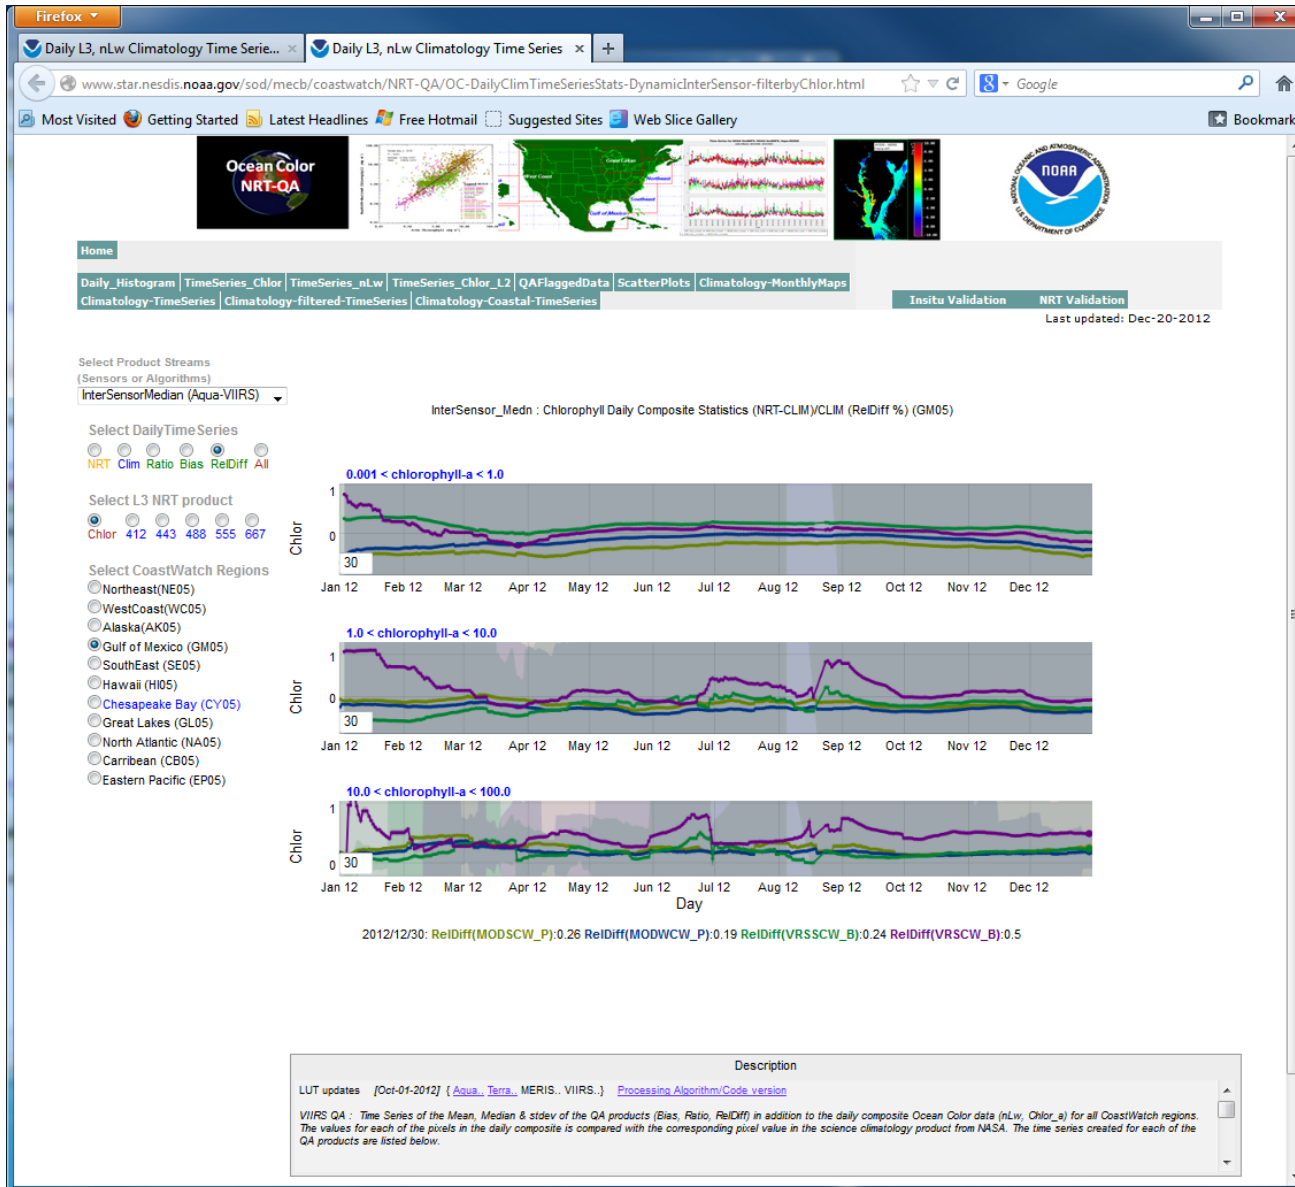 Firefox
Daily L3, nLw Climatology Time Serie...
Daily L3, nLw Climatology Time Series
www.star.nesdis.noaa.gov/sod/mecb/coastwatch/NRT-QA/OC-DailyClimTimeSeriesStats-DynamicInterSensor-filterbyChlor.html
8 Google
Most Visited Getting Started Latest Headlines Free Hotmail Suggested Sites Web Slice Gallery Bookmark
Ocean Color
NRT-QA
Gulf of Mexico
NOAA
NATIONAL OCEANIC AND ATMOSPHERIC ADMINISTRATION
U.S. DEPARTMENT OF COMMERCE
Home
Daily_Histogram TimeSeries_Chlor TimeSeries_nLw TimeSeries_Chlor_L2 QAFlaggedData ScatterPlots Climatology-MonthlyMaps
Climatology-TimeSeries Climatology-filtered-TimeSeries Climatology-Coastal-TimeSeries
Insitu Validation NRT Validation
Last updated: Dec-20-2012
Select Product Streams
(Sensors or Algorithms)
InterSensorMedian (Aqua-VIIRS)
Select DailyTimeSeries
NRT Clim Ratio Bias RelDiff All
Select L3 NRT product
Chlor 412 443 488 555 667
Select CoastWatch Regions
Northeast(NE05)
WestCoast(WC05)
Alaska(AK05)
Gulf of Mexico (GM05)
SouthEast (SE05)
Hawaii (HI05)
Chesapeake Bay (CY05)
Great Lakes (GL05)
North Atlantic (NA05)
Carribean (CB05)
Eastern Pacific (EP05)
InterSensor_Medn : Chlorophyll Daily Composite Statistics (NRT-CLIM)/CLIM (RelDiff %) (GM05)
0.001 < chlorophyll-a < 1.0
1
Chlor
0
30
Jan 12 Feb 12 Mar 12 Apr 12 May 12 Jun 12 Jul 12 Aug 12 Sep 12 Oct 12 Nov 12 Dec 12
1.0 < chlorophyll-a < 10.0
1
Chlor
0
30
Jan 12 Feb 12 Mar 12 Apr 12 May 12 Jun 12 Jul 12 Aug 12 Sep 12 Oct 12 Nov 12 Dec 12
10.0 < chlorophyll-a < 100.0
1
Chlor
0
30
Jan 12 Feb 12 Mar 12 Apr 12 May 12 Jun 12 Jul 12 Aug 12 Sep 12 Oct 12 Nov 12 Dec 12
Day
2012/12/30: RelDiff(MODSCW_P):0.26 RelDiff(MODWCW_P):0.19 RelDiff(VRSSCW_B):0.24 RelDiff(VRSCW_B):0.5
Description
LUT updates [Oct-01-2012] { Aqua.. Terra.. MERIS.. VIIRS..} Processing Algorithm/Code version
VIIRS QA : Time Series of the Mean, Median & stdev of the QA products (Bias, Ratio, RelDiff) in addition to the daily composite Ocean Color data (nLw, Chlor_a) for all CoastWatch regions.
The values for each of the pixels in the daily composite is compared with the corresponding pixel value in the science climatology product from NASA. The time series created for each of the
QA products are listed below.